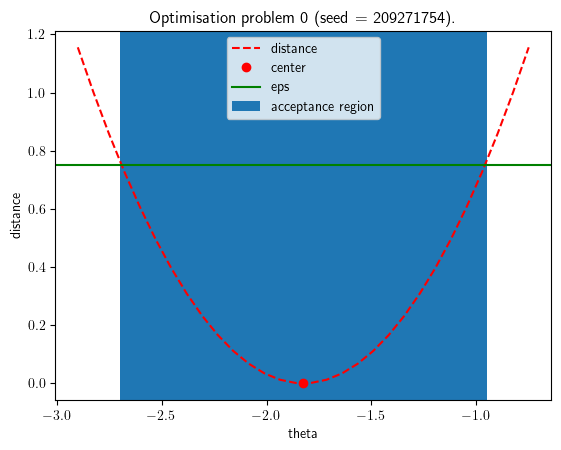 Optimisation problem 0 (seed = 209271754).
distance
center
eps
acceptance region
distance
1.2
1.0
0.8
0.6
0.4
0.2
0.0
−3.0 −2.5 −2.0 −1.5 −1.0
theta